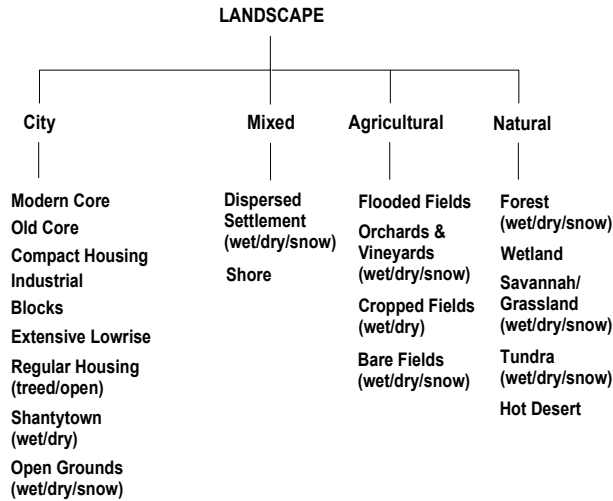 LANDSCAPE
City
Modern Core
Old Core
Compact Housing
Industrial
Blocks
Extensive Lowrise
Regular Housing
(treed/open)
Shantytown
(wet/dry)
Open Grounds
(wet/dry/snow)
Mixed
Dispersed
Settlement
(wet/dry/snow)
Shore
Agricultural
Flooded Fields
Orchards &
Vineyards
(wet/dry/snow)
Cropped Fields
(wet/dry)
Bare Fields
(wet/dry/snow)
Natural
Forest
(wet/dry/snow)
Wetland
Savannah/
Grassland
(wet/dry/snow)
Tundra
(wet/dry/snow)
Hot Desert